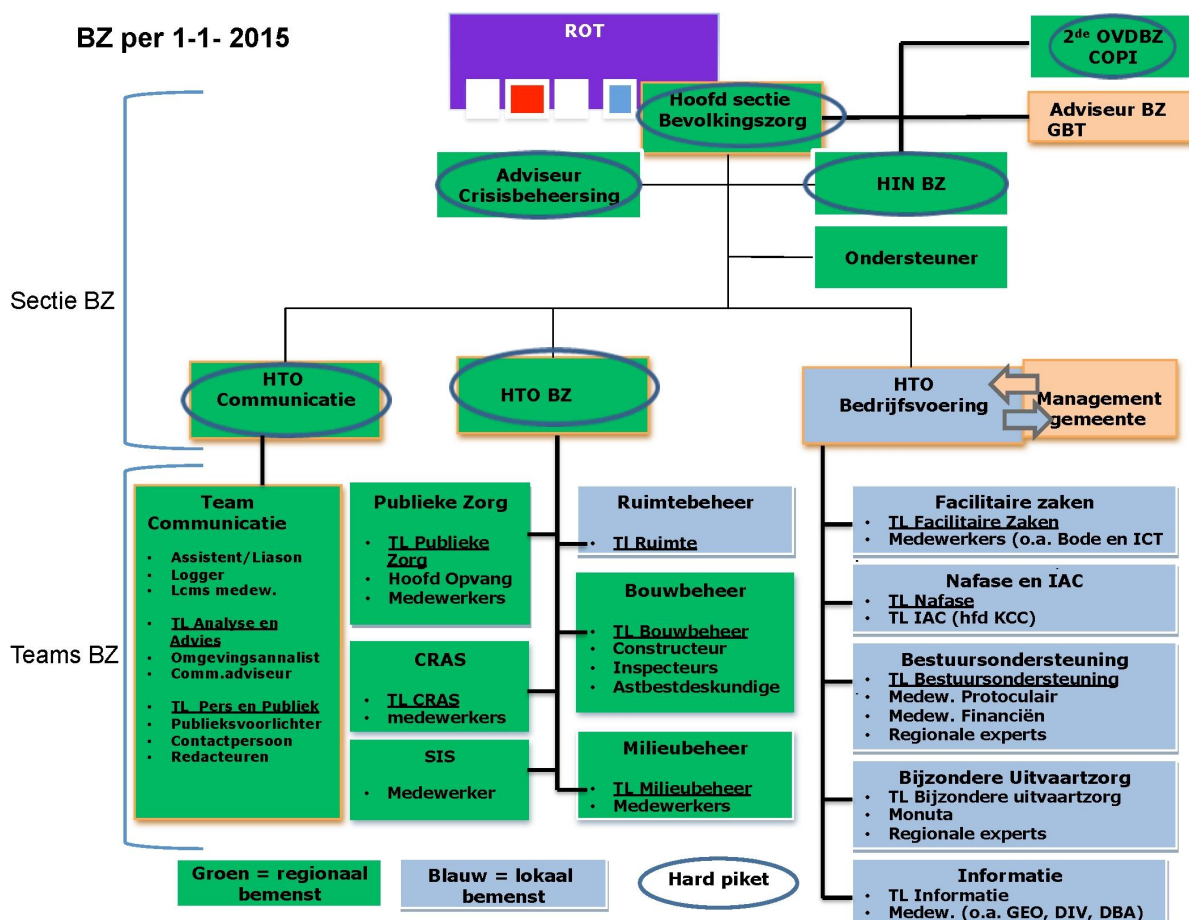 BZ per 1-1- 2015
ROT
2de OVDBZ
COPI
Hoofd sectie
Bevolkingszorg
Adviseur BZ
GBT
Adviseur
Crisisbeheersing
HIN BZ
Ondersteuner
Sectie BZ
HTO
Communicatie
HTO BZ
HTO
Bedrijfsvoering
Management
gemeente
Teams BZ
Team
Communicatie
• Assistent/Liason
• Logger
• Lcms medew.
• TL Analyse en
Advies
• Omgevingsannalist
• Comm.adviseur
• TL Pers en Publiek
• Publieksvoorlichter
• Contactpersoon
• Redacteuren
Publieke Zorg
• TL Publieke
Zorg
• Hoofd Opvang
• Medewerkers
CRAS
• TL CRAS
• medewerkers
SIS
• Medewerker
Ruimtebeheer
• Tl Ruimte
Bouwbeheer
• TL Bouwbeheer
• Constructeur
• Inspecteurs
• Astbestdeskundige
Milieubeheer
• TL Milieubeheer
• Medewerkers
Facilitaire zaken
• TL Facilitaire Zaken
• Medewerkers (o.a. Bode en ICT
Nafase en IAC
• TL Nafase
• TL IAC (hfd KCC)
Bestuursondersteuning
• TL Bestuursondersteuning
• Medew. Protoculair
• Medew. Financiën
• Regionale experts
Bijzondere Uitvaartzorg
• TL Bijzondere uitvaartzorg
• Monuta
• Regionale experts
Informatie
• TL Informatie
• Medew. (o.a. GEO, DIV, DBA)
Groen = regionaal
bemenst
Blauw = lokaal
bemenst
Hard piket